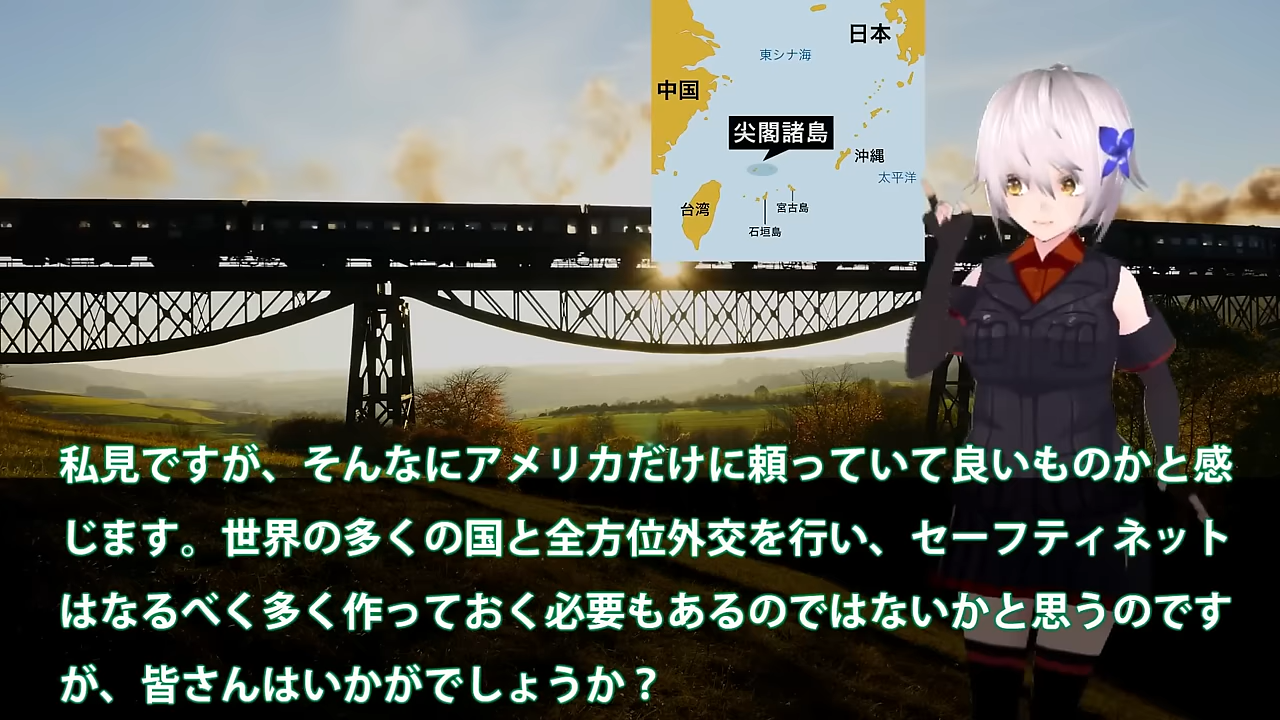 日本
東シナ海
中国
尖閣諸島
沖縄
太平洋
台湾
宮古島
石垣島
私見ですが、そんなにアメリカだけに頼っていて良いものかと感
じます。世界の多くの国と全方位外交を行い、セーフティネット
はなるべく多く作っておく必要もあるのではないかと思うのです
が、皆さんはいかがでしょうか？